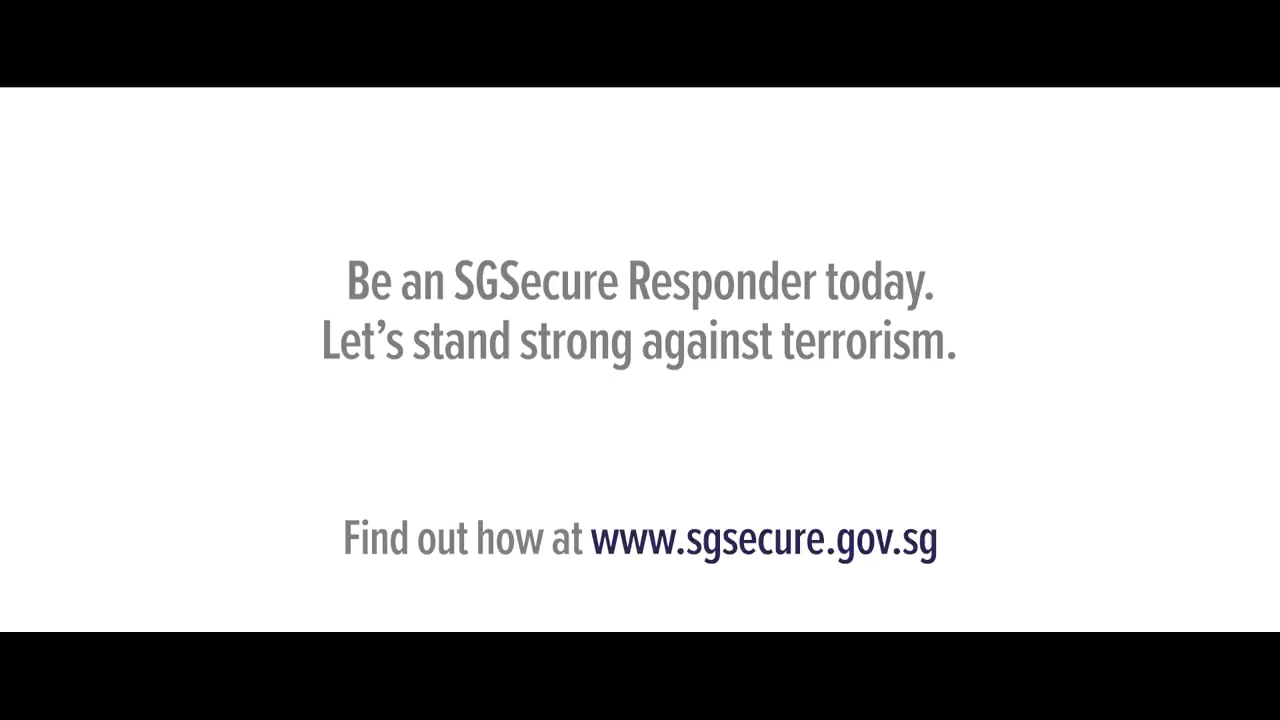 Be an SGSecure Responder today.
Let’s stand strong against terrorism.
Find out how at www.sgsecure.gov.sg